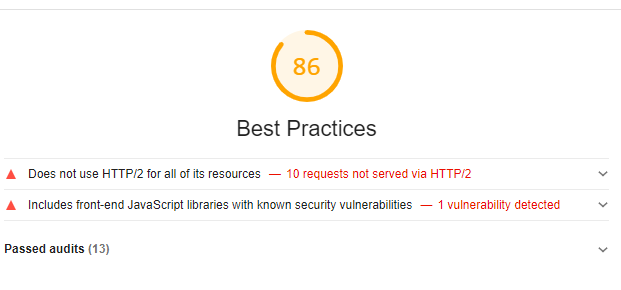 86
Best Practices
Does not use HTTP/2 for all of its resources — 10 requests not served via HTTP/2
Includes front-end JavaScript libraries with known security vulnerabilities — 1 vulnerability detected
Passed audits (13)